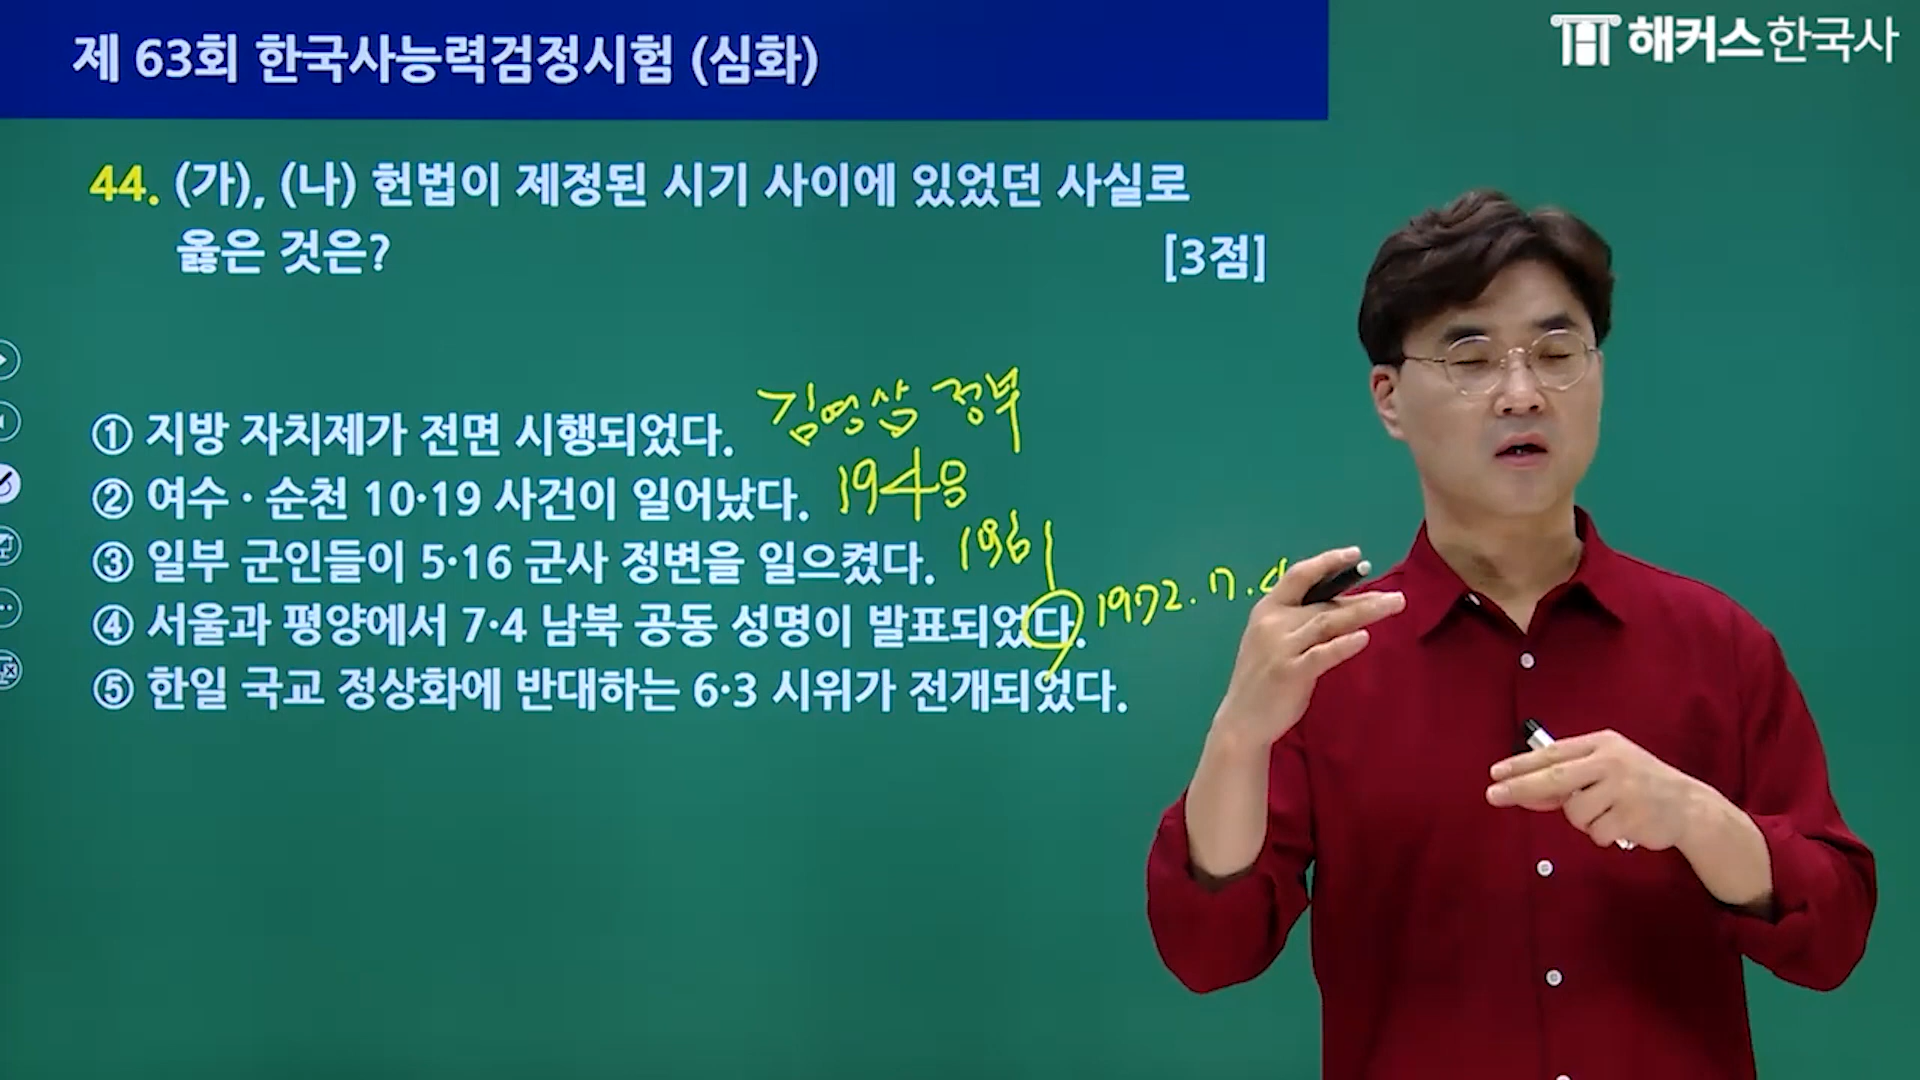 제 63회 한국사능력검정시험 (심화)
해커스한국사
44. (가), (나) 헌법이 제정된 시기 사이에 있었던 사실로
옳은 것은? [3점]
① 지방 자치제가 전면 시행되었다. 김영삼 정부
② 여수·순천 10·19 사건이 일어났다. 1948
③ 일부 군인들이 5·16 군사 정변을 일으켰다. 1961
④ 서울과 평양에서 7·4 남북 공동 성명이 발표되었다. 1972.7.4
⑤ 한일 국교 정상화에 반대하는 6·3 시위가 전개되었다.